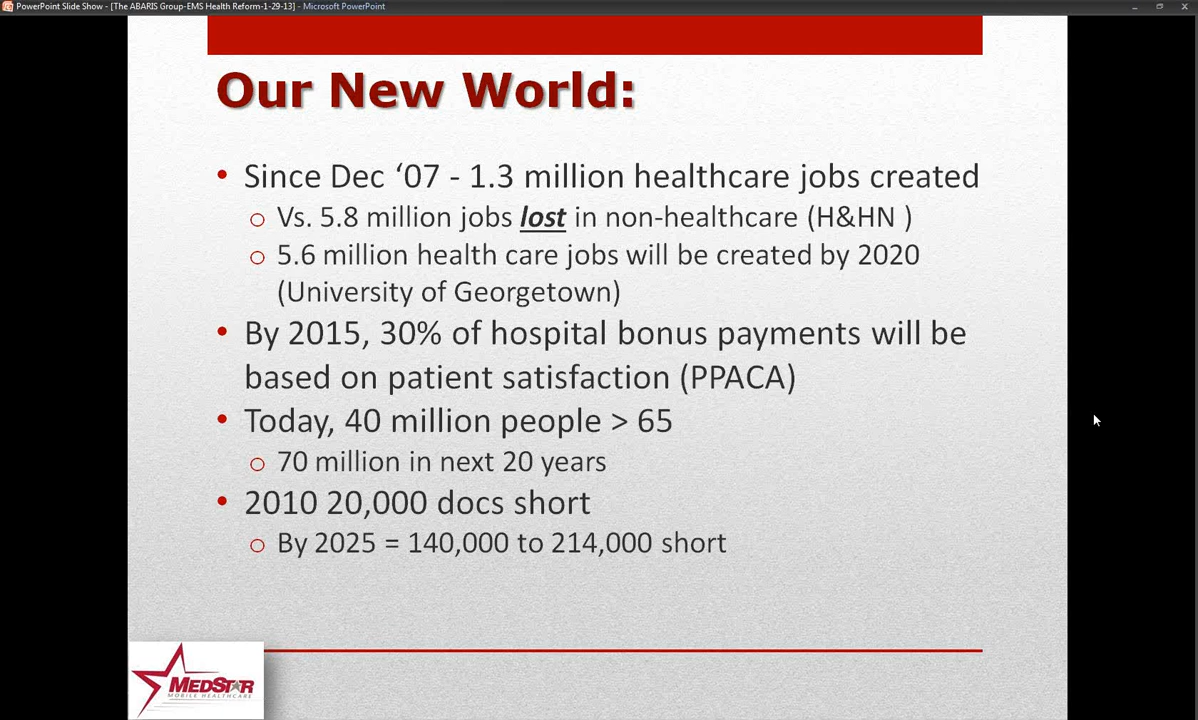 PowerPoint Slide Show - [The ABARIS Group-EMS Health Reform-1-29-13] - Microsoft PowerPoint
Our New World:
• Since Dec ‘07 - 1.3 million healthcare jobs created
o Vs. 5.8 million jobs lost in non-healthcare (H&HN )
o 5.6 million health care jobs will be created by 2020
(University of Georgetown)
• By 2015, 30% of hospital bonus payments will be
based on patient satisfaction (PPACA)
• Today, 40 million people > 65
o 70 million in next 20 years
• 2010 20,000 docs short
o By 2025 = 140,000 to 214,000 short
MEDSTAR
MOBILE HEALTHCARE